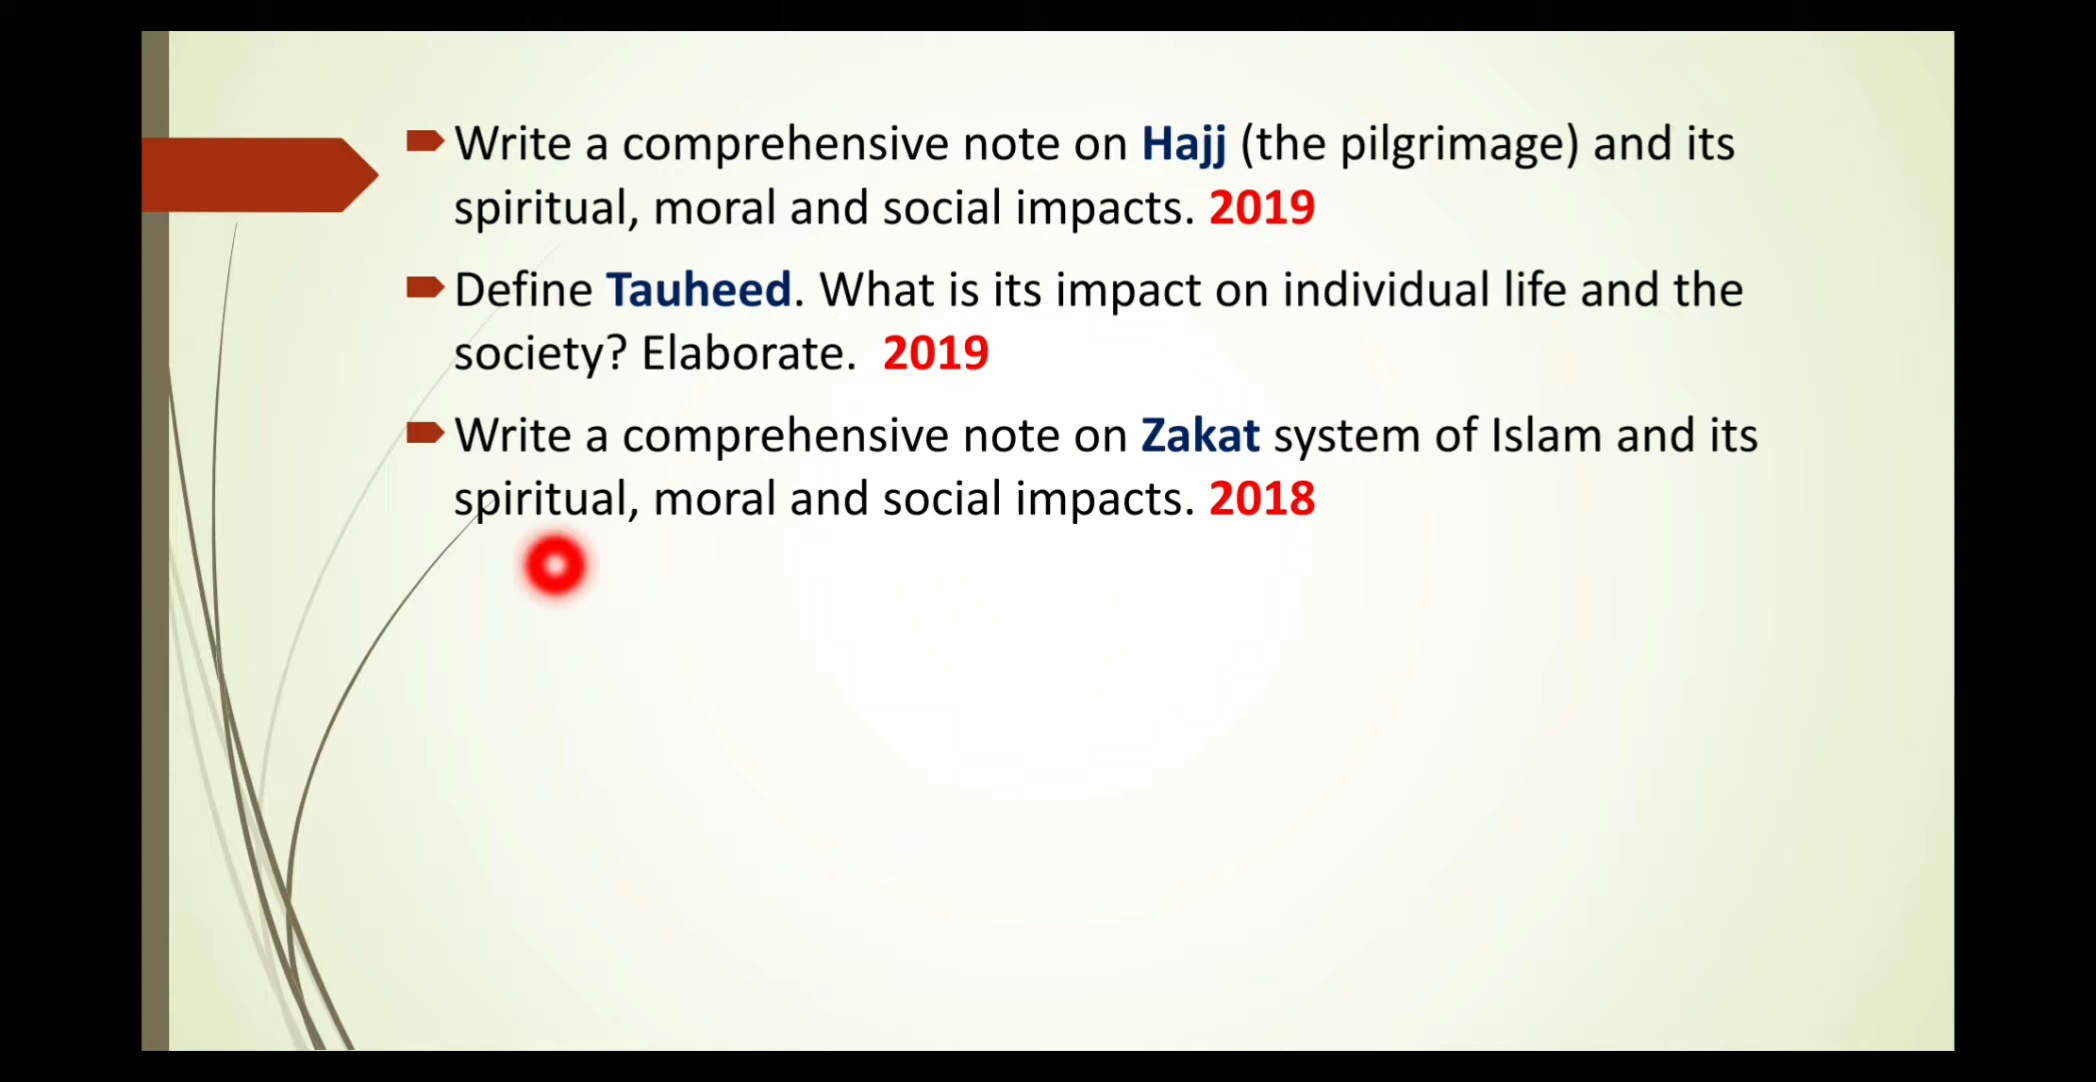 Write a comprehensive note on Hajj (the pilgrimage) and its
spiritual, moral and social impacts. 2019
Define Tauheed. What is its impact on individual life and the
society? Elaborate. 2019
Write a comprehensive note on Zakat system of Islam and its
spiritual, moral and social impacts. 2018